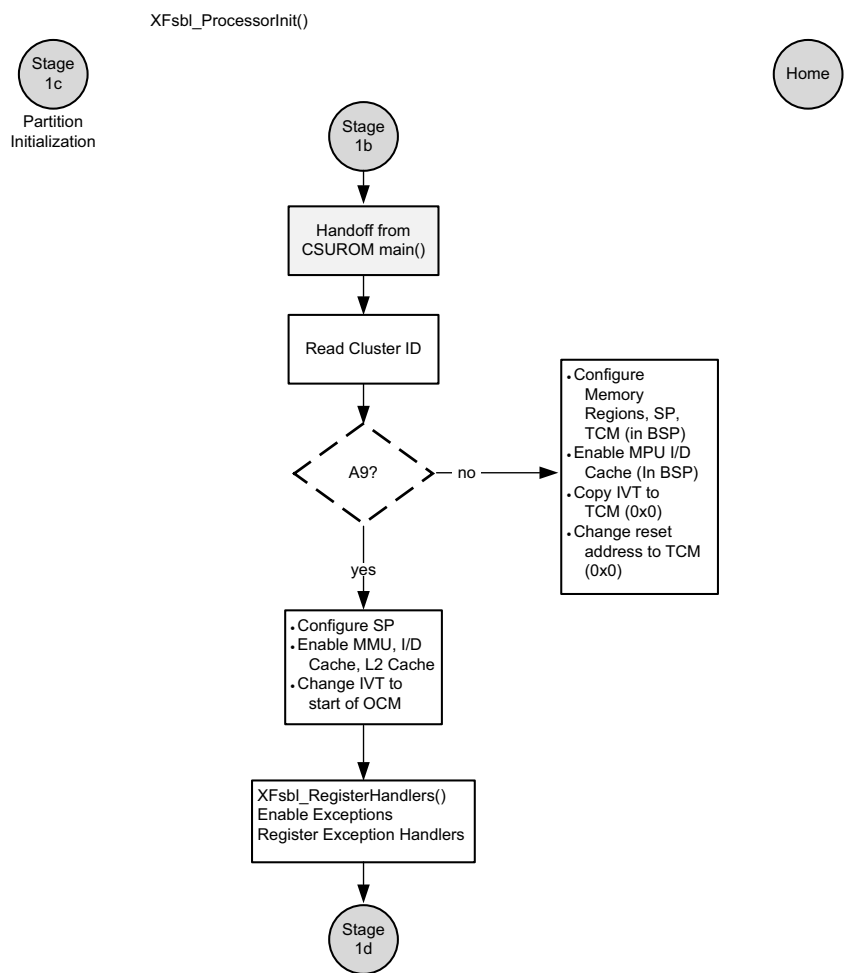 XFsbl_ProcessorInit()
Stage
1c
Partition
Initialization
Home
Stage
1b
Handoff from
CSUROM main()
Read Cluster ID
A9?
no
•Configure
Memory
Regions, SP,
TCM (in BSP)
•Enable MPU I/D
Cache (In BSP)
•Copy IVT to
TCM (0x0)
•Change reset
address to TCM
(0x0)
yes
•Configure SP
•Enable MMU, I/D
Cache, L2 Cache
•Change IVT to
start of OCM
XFsbl_RegisterHandlers()
Enable Exceptions
Register Exception Handlers
Stage
1d